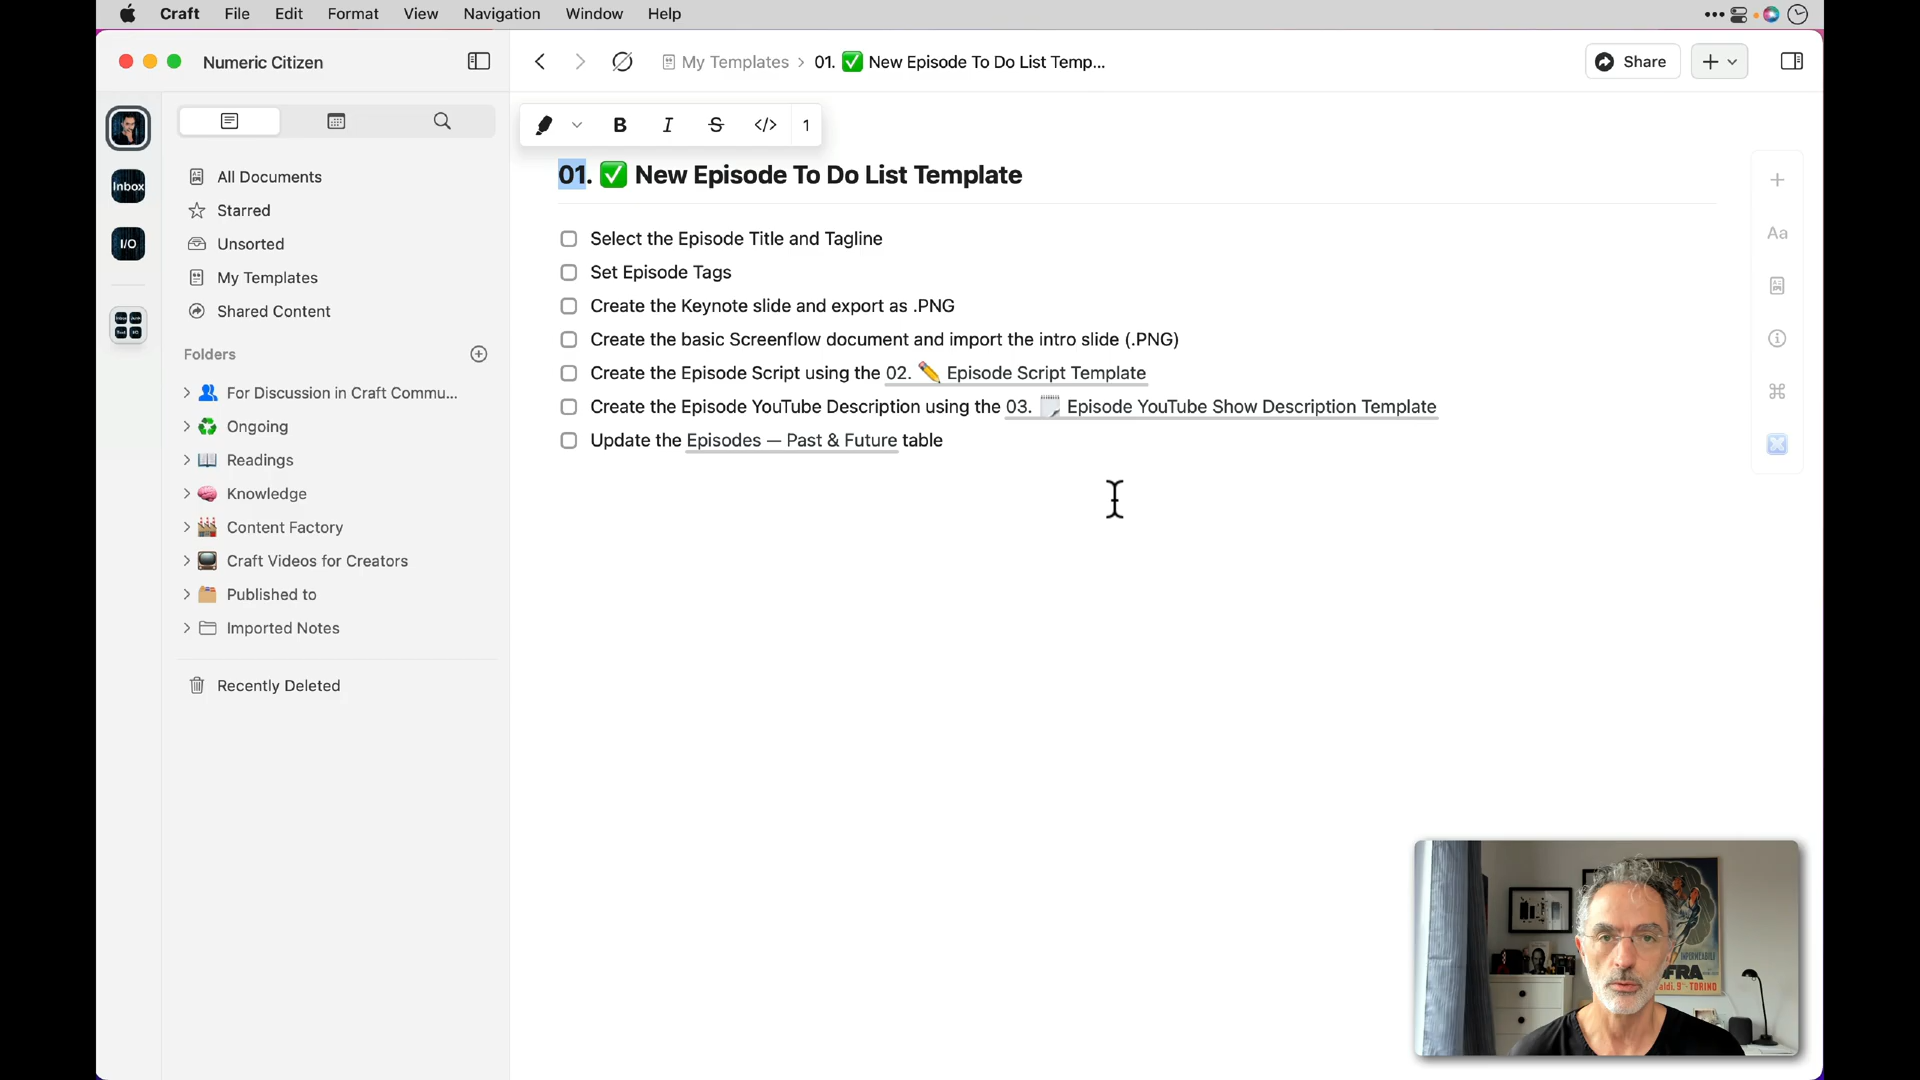 Craft File Edit Format View Navigation Window Help
Numeric Citizen
My Templates › 01. ✅ New Episode To Do List Temp...
Share
B I S </> 1
Inbox
I/O
All Documents
Starred
Unsorted
My Templates
Shared Content
Folders
For Discussion in Craft Commu...
Ongoing
Readings
Knowledge
Content Factory
Craft Videos for Creators
Published to
Imported Notes
Recently Deleted
01. ✅ New Episode To Do List Template
Select the Episode Title and Tagline
Set Episode Tags
Create the Keynote slide and export as .PNG
Create the basic Screenflow document and import the intro slide (.PNG)
Create the Episode Script using the 02. ✏️ Episode Script Template
Create the Episode YouTube Description using the 03. 🗒️ Episode YouTube Show Description Template
Update the Episodes — Past & Future table
Aa